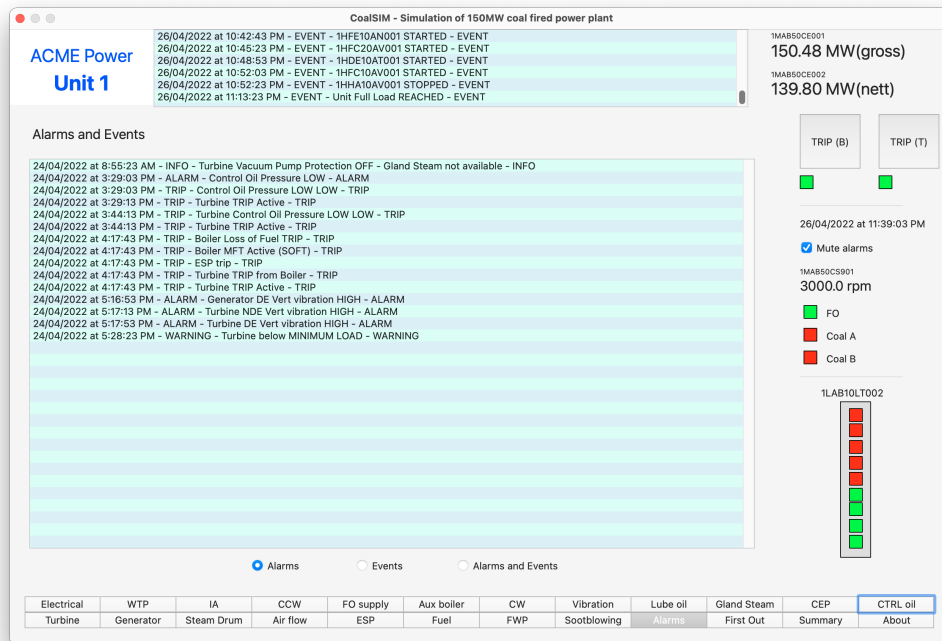 CoalSIM - Simulation of 150MW coal fired power plant
ACME Power
Unit 1
26/04/2022 at 10:42:43 PM - EVENT - 1HFE10AN001 STARTED - EVENT
26/04/2022 at 10:45:23 PM - EVENT - 1HFC20AV001 STARTED - EVENT
26/04/2022 at 10:48:53 PM - EVENT - 1HDE10AT001 STARTED - EVENT
26/04/2022 at 10:52:03 PM - EVENT - 1HFC10AV001 STARTED - EVENT
26/04/2022 at 10:52:23 PM - EVENT - 1HHA10AV001 STOPPED - EVENT
26/04/2022 at 11:13:23 PM - EVENT - Unit Full Load REACHED - EVENT
1MAB50CE001
150.48 MW(gross)
1MAB50CE002
139.80 MW(nett)
TRIP (B)
TRIP (T)
Alarms and Events
24/04/2022 at 8:55:23 AM - INFO - Turbine Vacuum Pump Protection OFF - Gland Steam not available - INFO
24/04/2022 at 3:29:03 PM - ALARM - Control Oil Pressure LOW - ALARM
24/04/2022 at 3:29:03 PM - TRIP - Control Oil Pressure LOW LOW - TRIP
24/04/2022 at 3:29:13 PM - TRIP - Turbine TRIP Active - TRIP
24/04/2022 at 3:44:13 PM - TRIP - Turbine Control Oil Pressure LOW LOW - TRIP
24/04/2022 at 3:44:13 PM - TRIP - Turbine TRIP Active - TRIP
24/04/2022 at 4:17:43 PM - TRIP - Boiler Loss of Fuel TRIP - TRIP
24/04/2022 at 4:17:43 PM - TRIP - Boiler MFT Active (SOFT) - TRIP
24/04/2022 at 4:17:43 PM - TRIP - ESP trip - TRIP
24/04/2022 at 4:17:43 PM - TRIP - Turbine TRIP from Boiler - TRIP
24/04/2022 at 4:17:43 PM - TRIP - Turbine TRIP Active - TRIP
24/04/2022 at 5:16:53 PM - ALARM - Generator DE Vert vibration HIGH - ALARM
24/04/2022 at 5:17:13 PM - ALARM - Turbine NDE Vert vibration HIGH - ALARM
24/04/2022 at 5:17:53 PM - ALARM - Turbine DE Vert vibration HIGH - ALARM
24/04/2022 at 5:28:23 PM - WARNING - Turbine below MINIMUM LOAD - WARNING
26/04/2022 at 11:39:03 PM
Mute alarms
1MAB50CS901
3000.0 rpm
FO
Coal A
Coal B
1LAB10LT002
Alarms Events Alarms and Events
Electrical WTP IA CCW FO supply Aux boiler CW Vibration Lube oil Gland Steam CEP CTRL oil
Turbine Generator Steam Drum Air flow ESP Fuel FWP Sootblowing Alarms First Out Summary About